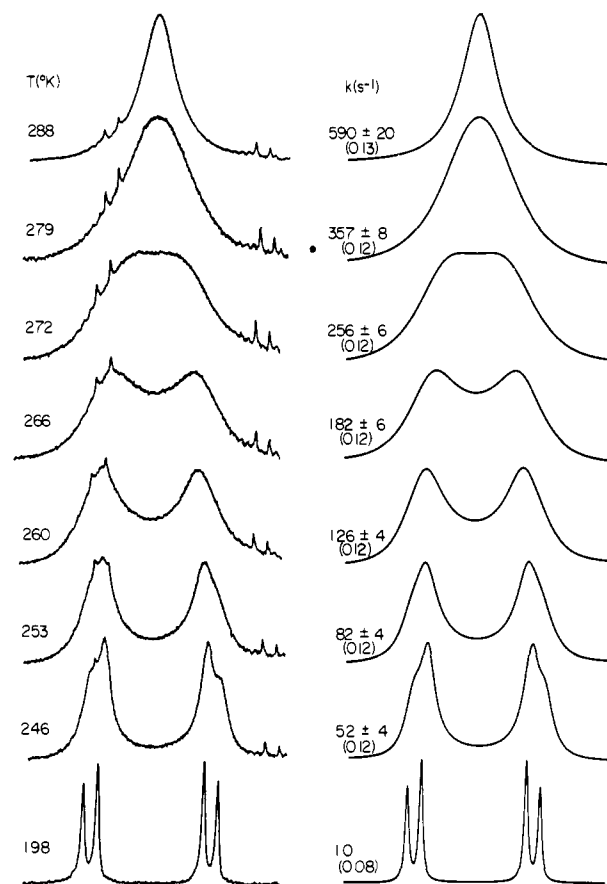 T(°K)
k(s-1)
288
590 ± 20
(0.13)
279
357 ± 8
(0.12)
272
256 ± 6
(0.12)
266
182 ± 6
(0.12)
260
126 ± 4
(0.12)
253
82 ± 4
(0.12)
246
52 ± 4
(0.12)
198
1.0
(0.08)